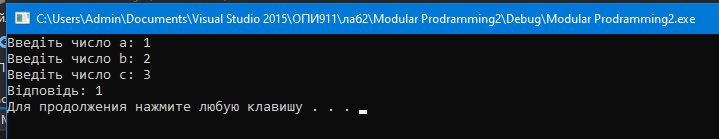 C:\Users\Admin\Documents\Visual Studio 2015\ОПИ911\ла62\Modular Prodramming2\Debug\Modular Prodramming2.exe
Введіть число a: 1
Введіть число b: 2
Введіть число c: 3
Відповідь: 1
Для продолжения нажмите любую клавишу . . .